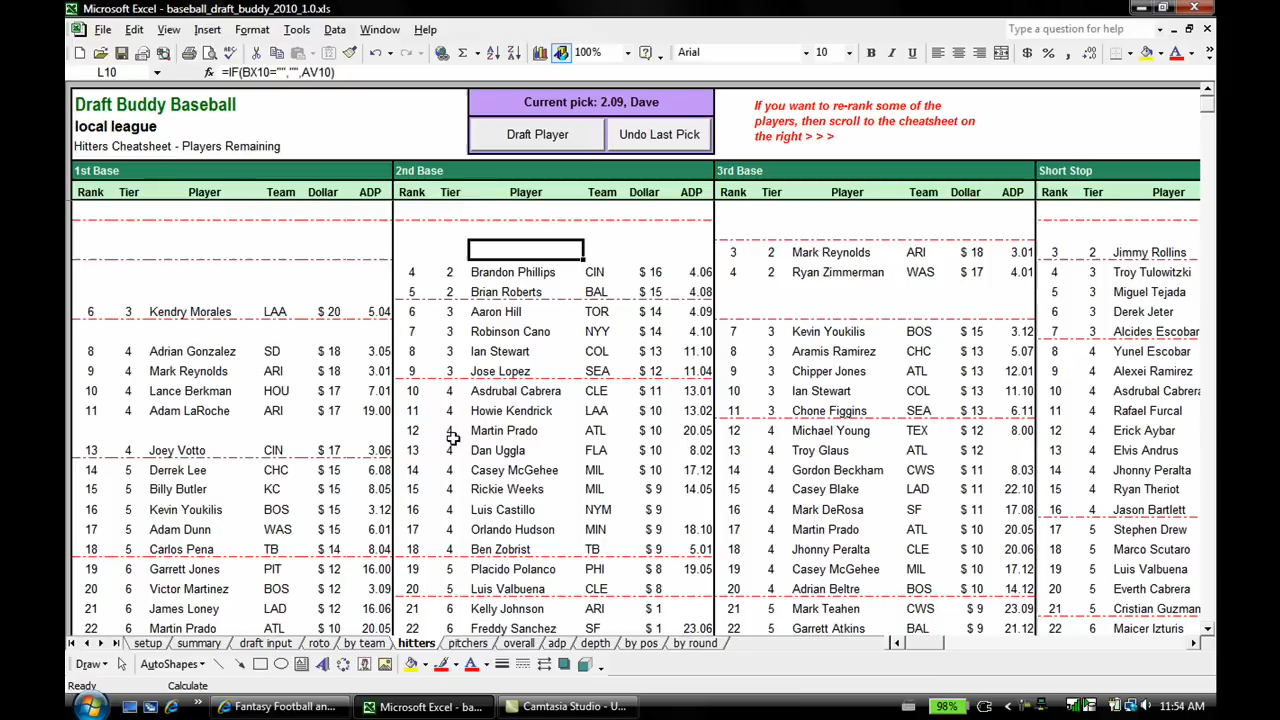 Microsoft Excel - baseball_draft_buddy_2010_1.0.xls
File Edit View Insert Format Tools Data Window Help Type a question for help
100% Arial 10
L10 =IF(BX10="","",AV10)
Draft Buddy Baseball
local league
Hitters Cheatsheet - Players Remaining
Current pick: 2.09, Dave
Draft Player Undo Last Pick
If you want to re-rank some of the
players, then scroll to the cheatsheet on
the right > > >
1st Base 2nd Base 3rd Base Short Stop
Rank Tier Player Team Dollar ADP Rank Tier Player Team Dollar ADP Rank Tier Player Team Dollar ADP Rank Tier Player
3 2 Mark Reynolds ARI $ 18 3.01 3 2 Jimmy Rollins
4 2 Brandon Phillips CIN $ 16 4.06 4 2 Ryan Zimmerman WAS $ 17 4.01 4 3 Troy Tulowitzki
5 2 Brian Roberts BAL $ 15 4.08 5 3 Miguel Tejada
6 3 Kendry Morales LAA $ 20 5.04 6 3 Aaron Hill TOR $ 14 4.09 6 3 Derek Jeter
7 3 Robinson Cano NYY $ 14 4.10 7 3 Kevin Youkilis BOS $ 15 3.12 7 3 Alcides Escobar
8 4 Adrian Gonzalez SD $ 18 3.05 8 3 Ian Stewart COL $ 13 11.10 8 3 Aramis Ramirez CHC $ 13 5.07 8 4 Yunel Escobar
9 4 Mark Reynolds ARI $ 18 3.01 9 3 Jose Lopez SEA $ 12 11.04 9 3 Chipper Jones ATL $ 13 12.01 9 4 Alexei Ramirez
10 4 Lance Berkman HOU $ 17 7.01 10 4 Asdrubal Cabrera CLE $ 11 13.01 10 3 Ian Stewart COL $ 13 11.10 10 4 Asdrubal Cabrera
11 4 Adam LaRoche ARI $ 17 19.00 11 4 Howie Kendrick LAA $ 10 13.02 11 3 Chone Figgins SEA $ 13 6.11 11 4 Rafael Furcal
12 4 Martin Prado ATL $ 10 20.05 12 4 Michael Young TEX $ 12 8.00 12 4 Erick Aybar
13 4 Joey Votto CIN $ 17 3.06 13 4 Dan Uggla FLA $ 10 8.02 13 4 Troy Glaus ATL $ 12 13 4 Elvis Andrus
14 5 Derrek Lee CHC $ 15 6.08 14 4 Casey McGehee MIL $ 10 17.12 14 4 Gordon Beckham CWS $ 11 8.03 14 4 Jhonny Peralta
15 5 Billy Butler KC $ 15 8.05 15 4 Rickie Weeks MIL $ 9 14.05 15 4 Casey Blake LAD $ 11 22.10 15 4 Ryan Theriot
16 5 Kevin Youkilis BOS $ 15 3.12 16 4 Luis Castillo NYM $ 9 16 4 Mark DeRosa SF $ 11 17.08 16 4 Jason Bartlett
17 5 Adam Dunn WAS $ 15 6.01 17 4 Orlando Hudson MIN $ 9 18.10 17 4 Martin Prado ATL $ 10 20.05 17 5 Stephen Drew
18 5 Carlos Pena TB $ 14 8.04 18 4 Ben Zobrist TB $ 9 5.01 18 4 Jhonny Peralta CLE $ 10 20.06 18 5 Marco Scutaro
19 6 Garrett Jones PIT $ 12 16.00 19 5 Placido Polanco PHI $ 8 19.05 19 4 Casey McGehee MIL $ 10 17.12 19 5 Luis Valbuena
20 6 Victor Martinez BOS $ 12 3.09 20 5 Luis Valbuena CLE $ 8 20 4 Adrian Beltre BOS $ 10 14.12 20 5 Everth Cabrera
21 6 James Loney LAD $ 12 16.06 21 6 Kelly Johnson ARI $ 1 21 5 Mark Teahen CWS $ 9 23.09 21 5 Cristian Guzman
22 6 Martin Prado ATL $ 10 20.05 22 6 Freddy Sanchez SF $ 1 23.06 22 5 Garrett Atkins BAL $ 9 21.12 22 6 Maicer Izturis
setup summary draft input roto by team hitters pitchers overall adp depth by pos by round
Draw AutoShapes
Ready Calculate
Fantasy Football an... Microsoft Excel - ba... Camtasia Studio - U... 98% 11:54 AM